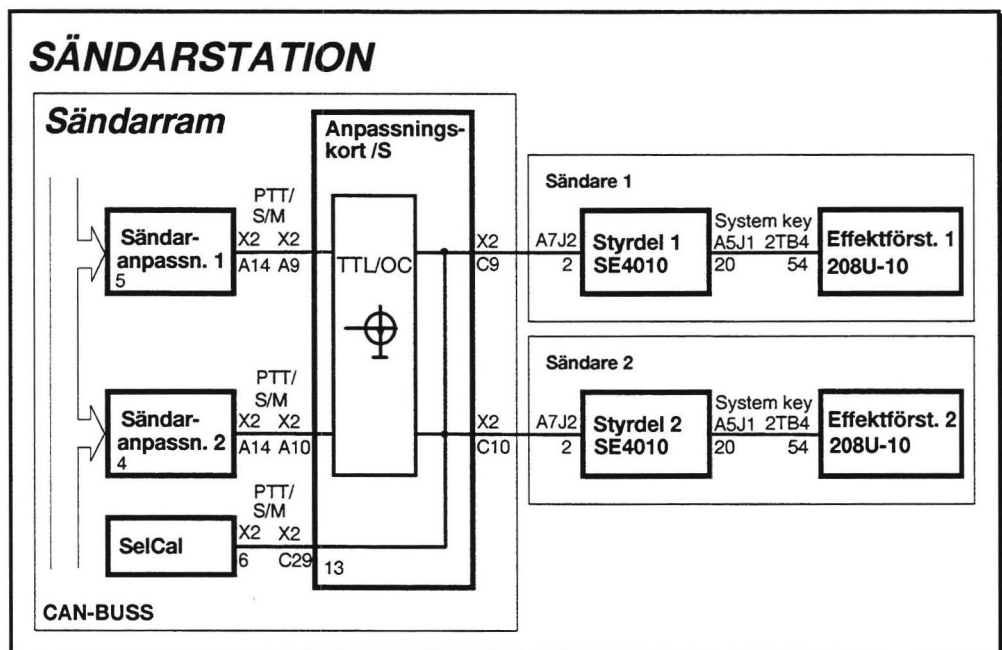 SÄNDARSTATION
Sändarram
Anpassnings-
kort /S
PTT/
S/M
X2 X2
A14 A9
Sändar-
anpassn. 1
5
TTL/OC
X2
C9
Sändare 1
A7J2
2
Styrdel 1
SE4010
System key
A5J1 2TB4
20 54
Effektförst. 1
208U-10
PTT/
S/M
X2 X2
A14 A10
Sändar-
anpassn. 2
4
X2
C10
Sändare 2
A7J2
2
Styrdel 2
SE4010
System key
A5J1 2TB4
20 54
Effektförst. 2
208U-10
PTT/
S/M
X2 X2
6 C29
SelCal
13
CAN-BUSS